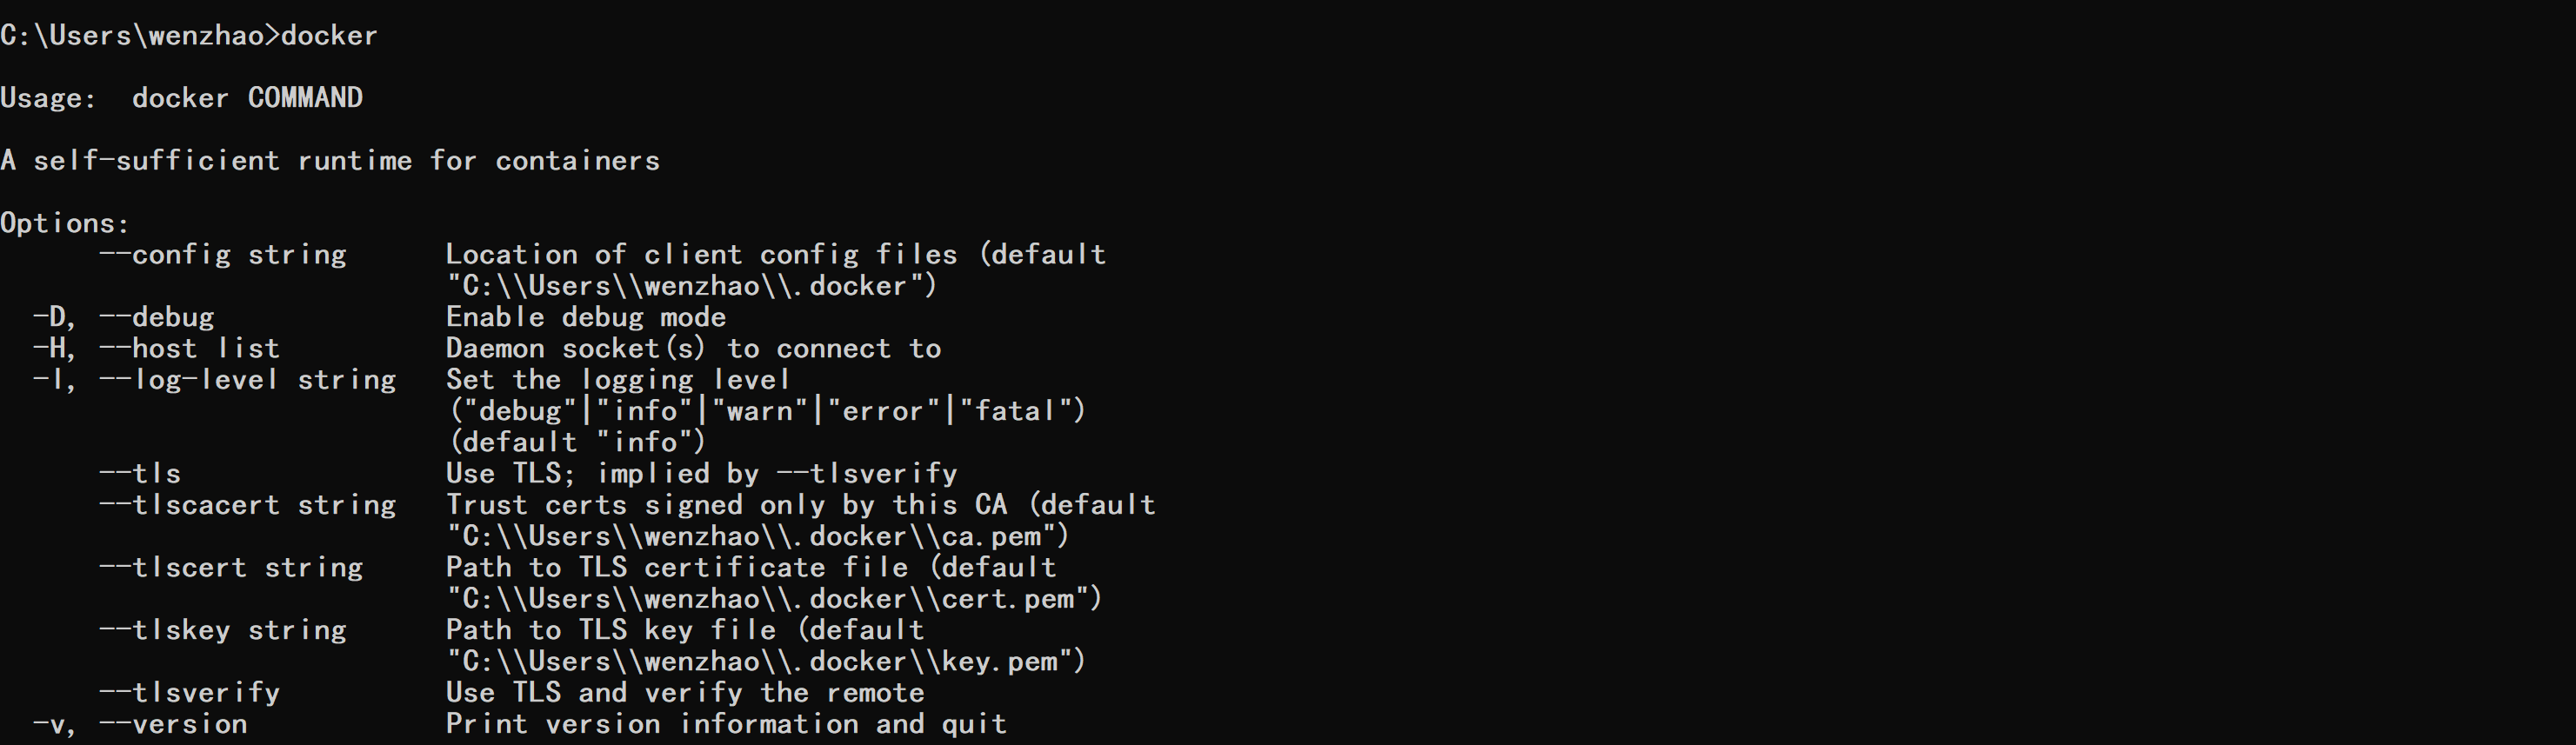 C:\Users\wenzhao>docker
Usage:  docker COMMAND
A self-sufficient runtime for containers
Options:
      --config string      Location of client config files (default
                           "C:\\Users\\wenzhao\\.docker")
  -D, --debug              Enable debug mode
  -H, --host list          Daemon socket(s) to connect to
  -l, --log-level string   Set the logging level
                           ("debug"|"info"|"warn"|"error"|"fatal")
                           (default "info")
      --tls                Use TLS; implied by --tlsverify
      --tlscacert string   Trust certs signed only by this CA (default
                           "C:\\Users\\wenzhao\\.docker\\ca.pem")
      --tlscert string     Path to TLS certificate file (default
                           "C:\\Users\\wenzhao\\.docker\\cert.pem")
      --tlskey string      Path to TLS key file (default
                           "C:\\Users\\wenzhao\\.docker\\key.pem")
      --tlsverify          Use TLS and verify the remote
  -v, --version            Print version information and quit